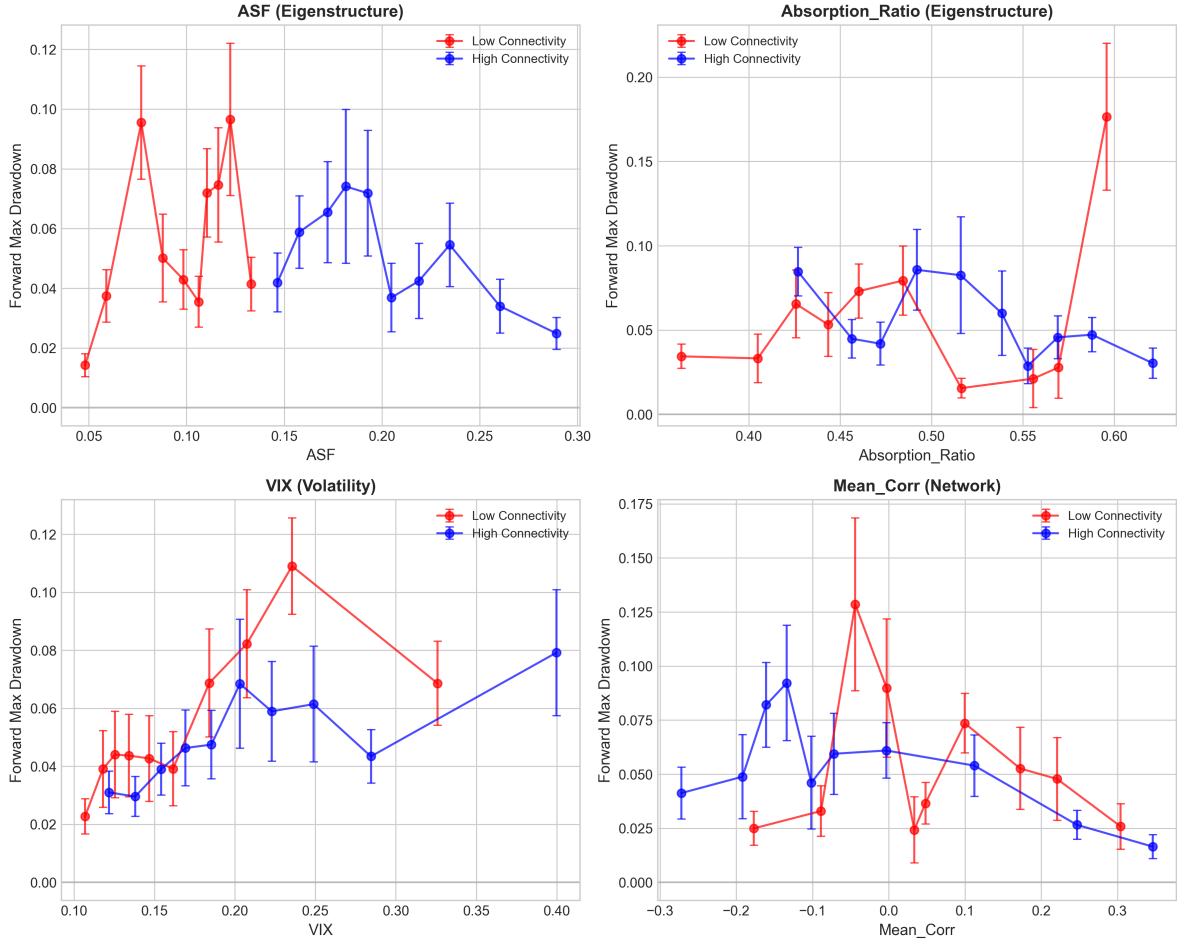 ASF (Eigenstructure)
Low Connectivity
High Connectivity
Forward Max Drawdown
0.12
0.10
0.08
0.06
0.04
0.02
0.00
0.05 0.10 0.15 0.20 0.25 0.30
ASF
Absorption_Ratio (Eigenstructure)
Low Connectivity
High Connectivity
Forward Max Drawdown
0.20
0.15
0.10
0.05
0.00
0.40 0.45 0.50 0.55 0.60
Absorption_Ratio
VIX (Volatility)
Low Connectivity
High Connectivity
Forward Max Drawdown
0.12
0.10
0.08
0.06
0.04
0.02
0.00
0.10 0.15 0.20 0.25 0.30 0.35 0.40
VIX
Mean_Corr (Network)
Low Connectivity
High Connectivity
Forward Max Drawdown
0.175
0.150
0.125
0.100
0.075
0.050
0.025
0.000
−0.3 −0.2 −0.1 0.0 0.1 0.2 0.3
Mean_Corr